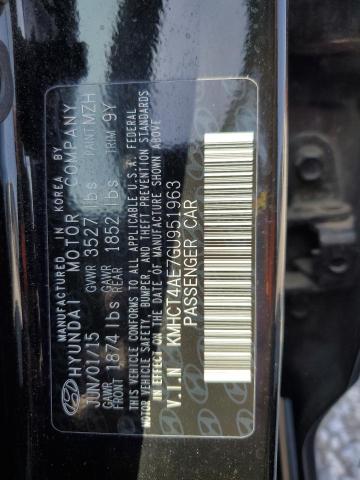 MANUFACTURED IN KOREA BY
HYUNDAI MOTOR COMPANY
JUN/01/15 GVWR 3527 lbs PAINT MZH
GAWR FRONT 1874 lbs GAWR REAR 1852 lbs TRIM 9Y
THIS VEHICLE CONFORMS TO ALL APPLICABLE U.S.A. FEDERAL
MOTOR VEHICLE SAFETY, BUMPER, AND THEFT PREVENTION STANDARDS
IN EFFECT ON THE DATE OF MANUFACTURE SHOWN ABOVE.
V.I.N KMHCT4AE7GU951963
PASSENGER CAR